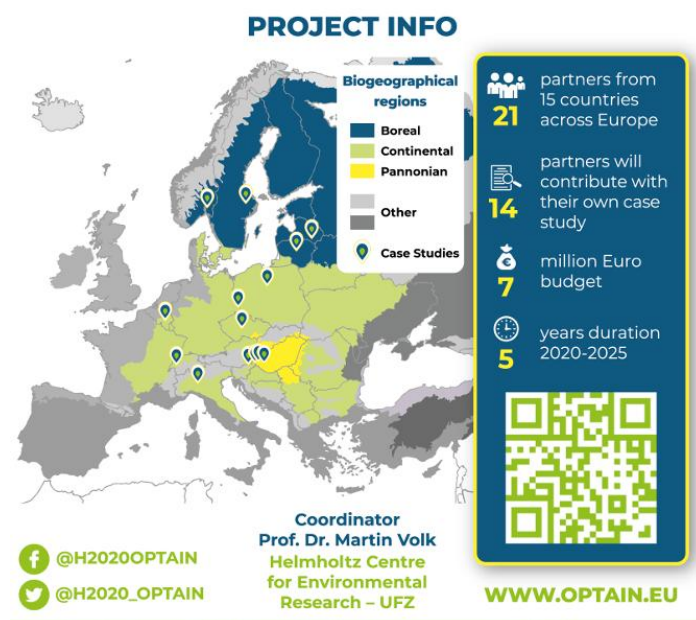 PROJECT INFO
Biogeographical
regions
Boreal
Continental
Pannonian
Other
Case Studies
21
partners from
15 countries
across Europe
14
partners will
contribute with
their own case
study
7
million Euro
budget
5
years duration
2020-2025
Coordinator
Prof. Dr. Martin Volk
Helmholtz Centre
for Environmental
Research – UFZ
@H2020OPTAIN
@H2020_OPTAIN
WWW.OPTAIN.EU